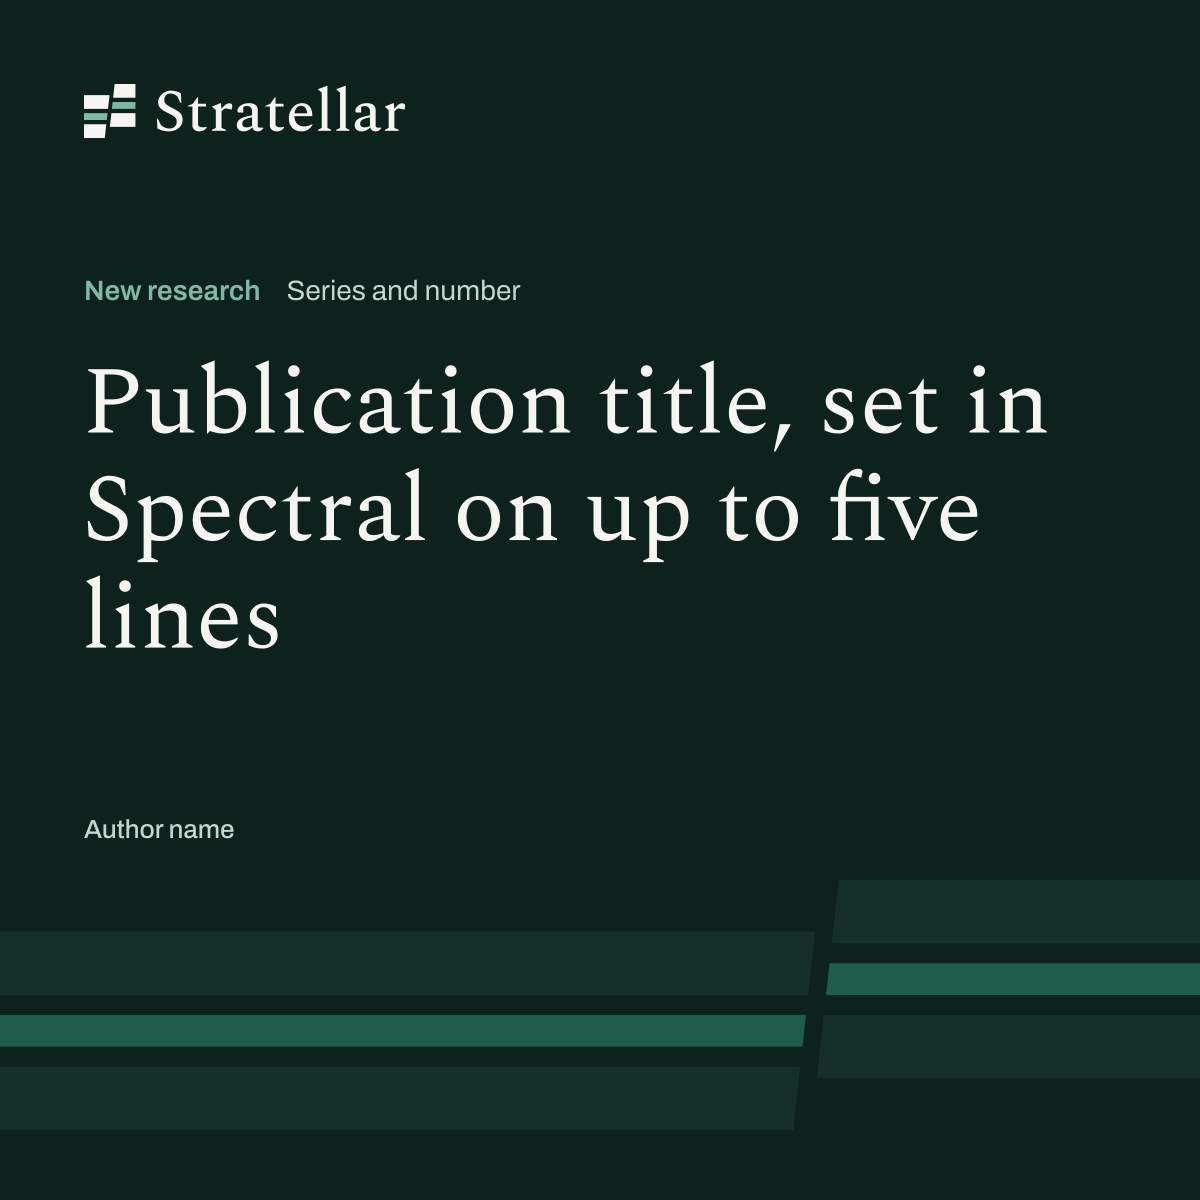 Stratellar
New research Series and number
Publication title, set in
Spectral on up to five
lines
Author name